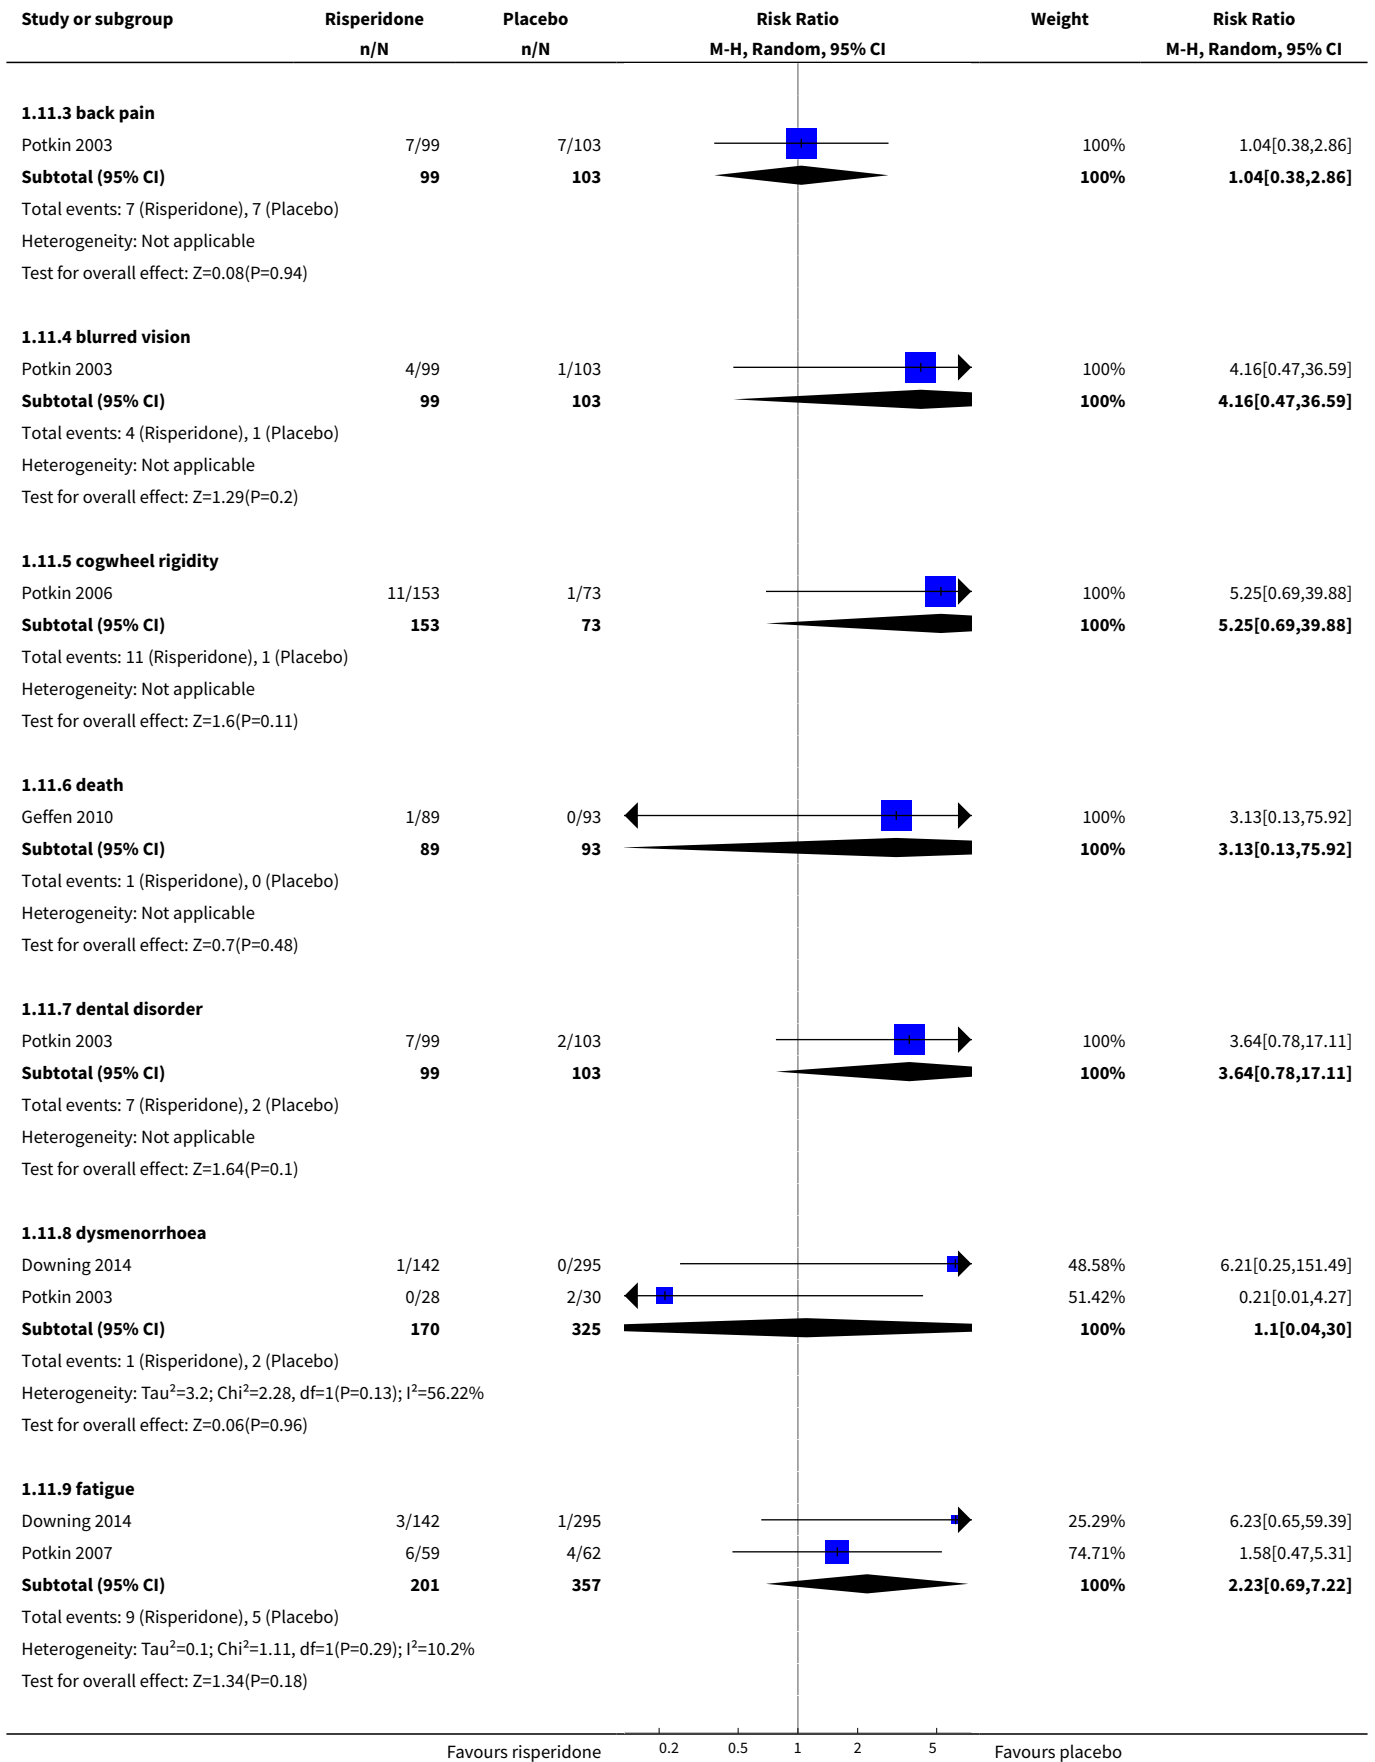 Study or subgroup Risperidone Placebo Risk Ratio Weight Risk Ratio
n/N n/N M-H, Random, 95% CI M-H, Random, 95% CI
1.11.3 back pain
Potkin 2003 7/99 7/103 100% 1.04[0.38,2.86]
Subtotal (95% CI) 99 103 100% 1.04[0.38,2.86]
Total events: 7 (Risperidone), 7 (Placebo)
Heterogeneity: Not applicable
Test for overall effect: Z=0.08(P=0.94)
1.11.4 blurred vision
Potkin 2003 4/99 1/103 100% 4.16[0.47,36.59]
Subtotal (95% CI) 99 103 100% 4.16[0.47,36.59]
Total events: 4 (Risperidone), 1 (Placebo)
Heterogeneity: Not applicable
Test for overall effect: Z=1.29(P=0.2)
1.11.5 cogwheel rigidity
Potkin 2006 11/153 1/73 100% 5.25[0.69,39.88]
Subtotal (95% CI) 153 73 100% 5.25[0.69,39.88]
Total events: 11 (Risperidone), 1 (Placebo)
Heterogeneity: Not applicable
Test for overall effect: Z=1.6(P=0.11)
1.11.6 death
Geffen 2010 1/89 0/93 100% 3.13[0.13,75.92]
Subtotal (95% CI) 89 93 100% 3.13[0.13,75.92]
Total events: 1 (Risperidone), 0 (Placebo)
Heterogeneity: Not applicable
Test for overall effect: Z=0.7(P=0.48)
1.11.7 dental disorder
Potkin 2003 7/99 2/103 100% 3.64[0.78,17.11]
Subtotal (95% CI) 99 103 100% 3.64[0.78,17.11]
Total events: 7 (Risperidone), 2 (Placebo)
Heterogeneity: Not applicable
Test for overall effect: Z=1.64(P=0.1)
1.11.8 dysmenorrhoea
Downing 2014 1/142 0/295 48.58% 6.21[0.25,151.49]
Potkin 2003 0/28 2/30 51.42% 0.21[0.01,4.27]
Subtotal (95% CI) 170 325 100% 1.1[0.04,30]
Total events: 1 (Risperidone), 2 (Placebo)
Heterogeneity: Tau²=3.2; Chi²=2.28, df=1(P=0.13); I²=56.22%
Test for overall effect: Z=0.06(P=0.96)
1.11.9 fatigue
Downing 2014 3/142 1/295 25.29% 6.23[0.65,59.39]
Potkin 2007 6/59 4/62 74.71% 1.58[0.47,5.31]
Subtotal (95% CI) 201 357 100% 2.23[0.69,7.22]
Total events: 9 (Risperidone), 5 (Placebo)
Heterogeneity: Tau²=0.1; Chi²=1.11, df=1(P=0.29); I²=10.2%
Test for overall effect: Z=1.34(P=0.18)
Favours risperidone 0.2 0.5 1 2 5 Favours placebo